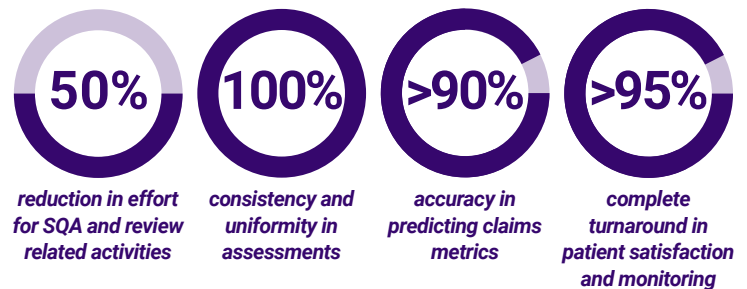 50%
reduction in effort
for SQA and review
related activities
100%
consistency and
uniformity in
assessments
>90%
accuracy in
predicting claims
metrics
>95%
complete
turnaround in
patient satisfaction
and monitoring